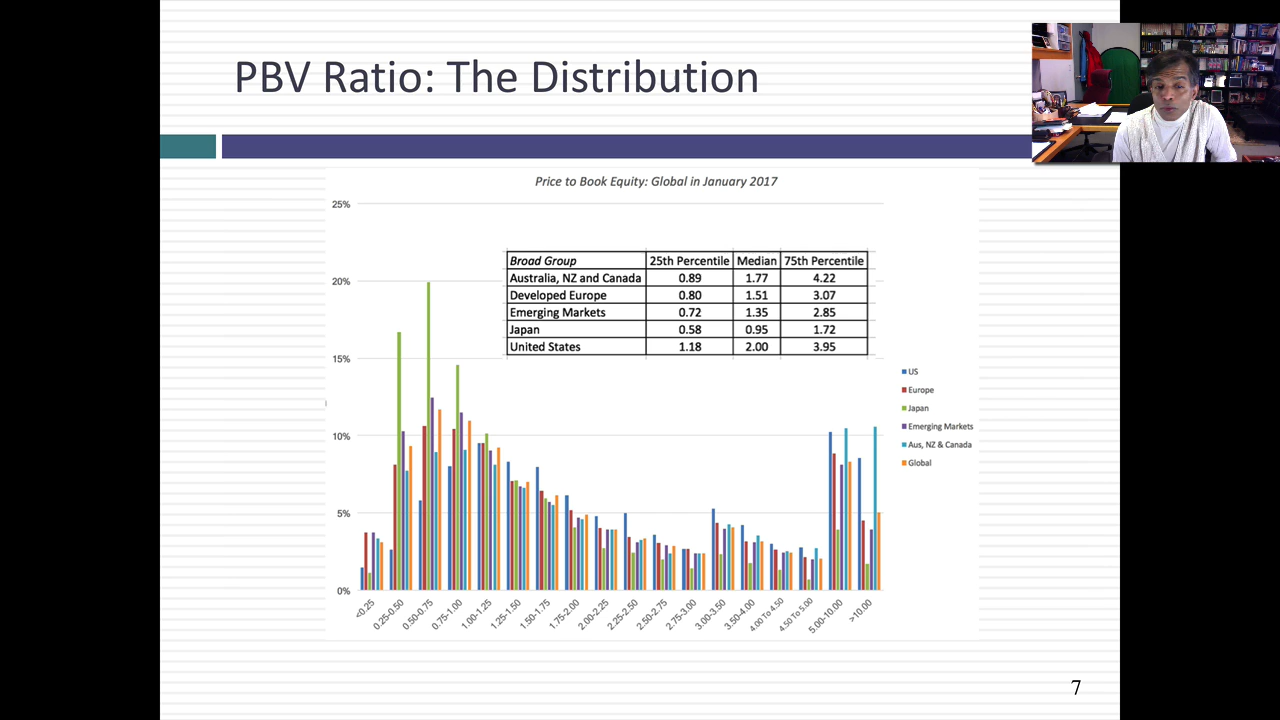 PBV Ratio: The Distribution
Price to Book Equity: Global in January 2017
25%
20%
15%
10%
5%
0%
Broad Group 25th Percentile Median 75th Percentile
Australia, NZ and Canada 0.89 1.77 4.22
Developed Europe 0.80 1.51 3.07
Emerging Markets 0.72 1.35 2.85
Japan 0.58 0.95 1.72
United States 1.18 2.00 3.95
US
Europe
Japan
Emerging Markets
Aus, NZ & Canada
Global
<0.25
0.25-0.50
0.50-0.75
0.75-1.00
1.00-1.25
1.25-1.50
1.50-1.75
1.75-2.00
2.00-2.25
2.25-2.50
2.50-2.75
2.75-3.00
3.00-3.50
3.50-4.00
4.00 To 4.50
4.50 To 5.00
5.00-10.00
>10.00
7